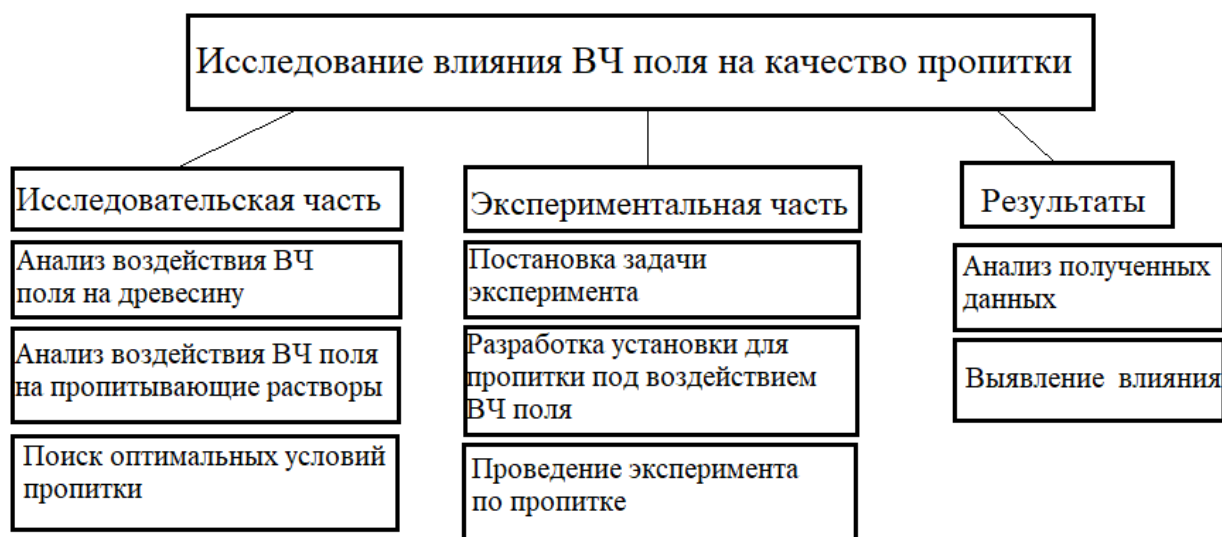 Исследование влияния ВЧ поля на качество пропитки
Исследовательская часть
Анализ воздействия ВЧ
поля на древесину
Анализ воздействия ВЧ поля
на пропитывающие растворы
Поиск оптимальных условий
пропитки
Экспериментальная часть
Постановка задачи
эксперимента
Разработка установки для
пропитки под воздействием
ВЧ поля
Проведение эксперимента
по пропитке
Результаты
Анализ полученных
данных
Выявление влияния